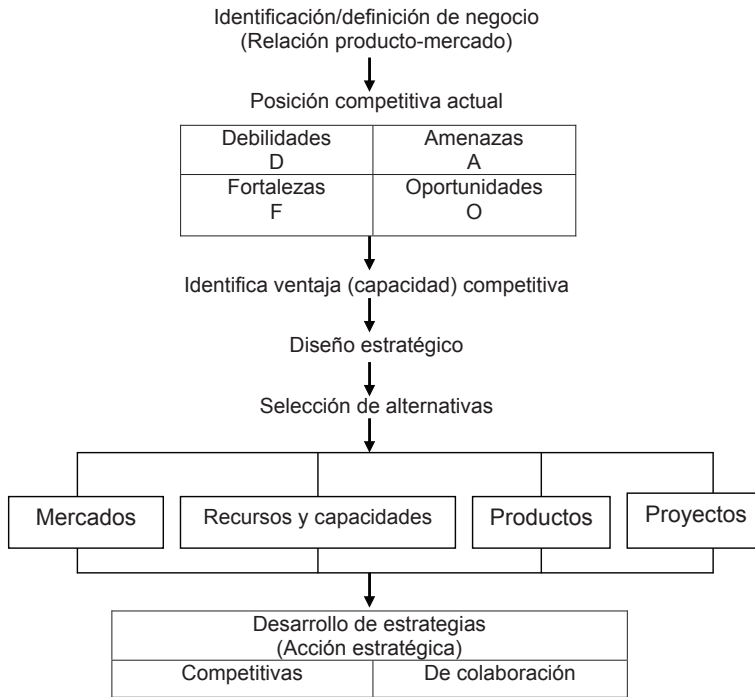 Identificación/definición de negocio
(Relación producto-mercado)
Posición competitiva actual
Debilidades
D
Amenazas
A
Fortalezas
F
Oportunidades
O
Identifica ventaja (capacidad) competitiva
Diseño estratégico
Selección de alternativas
Mercados
Recursos y capacidades
Productos
Proyectos
Desarrollo de estrategias
(Acción estratégica)
Competitivas
De colaboración